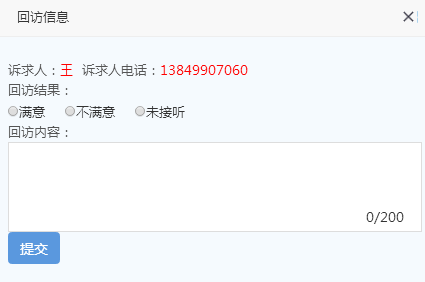 回访信息
诉求人：王 诉求人电话：13849907060
回访结果：
满意 不满意 未接听
回访内容：
0/200
提交